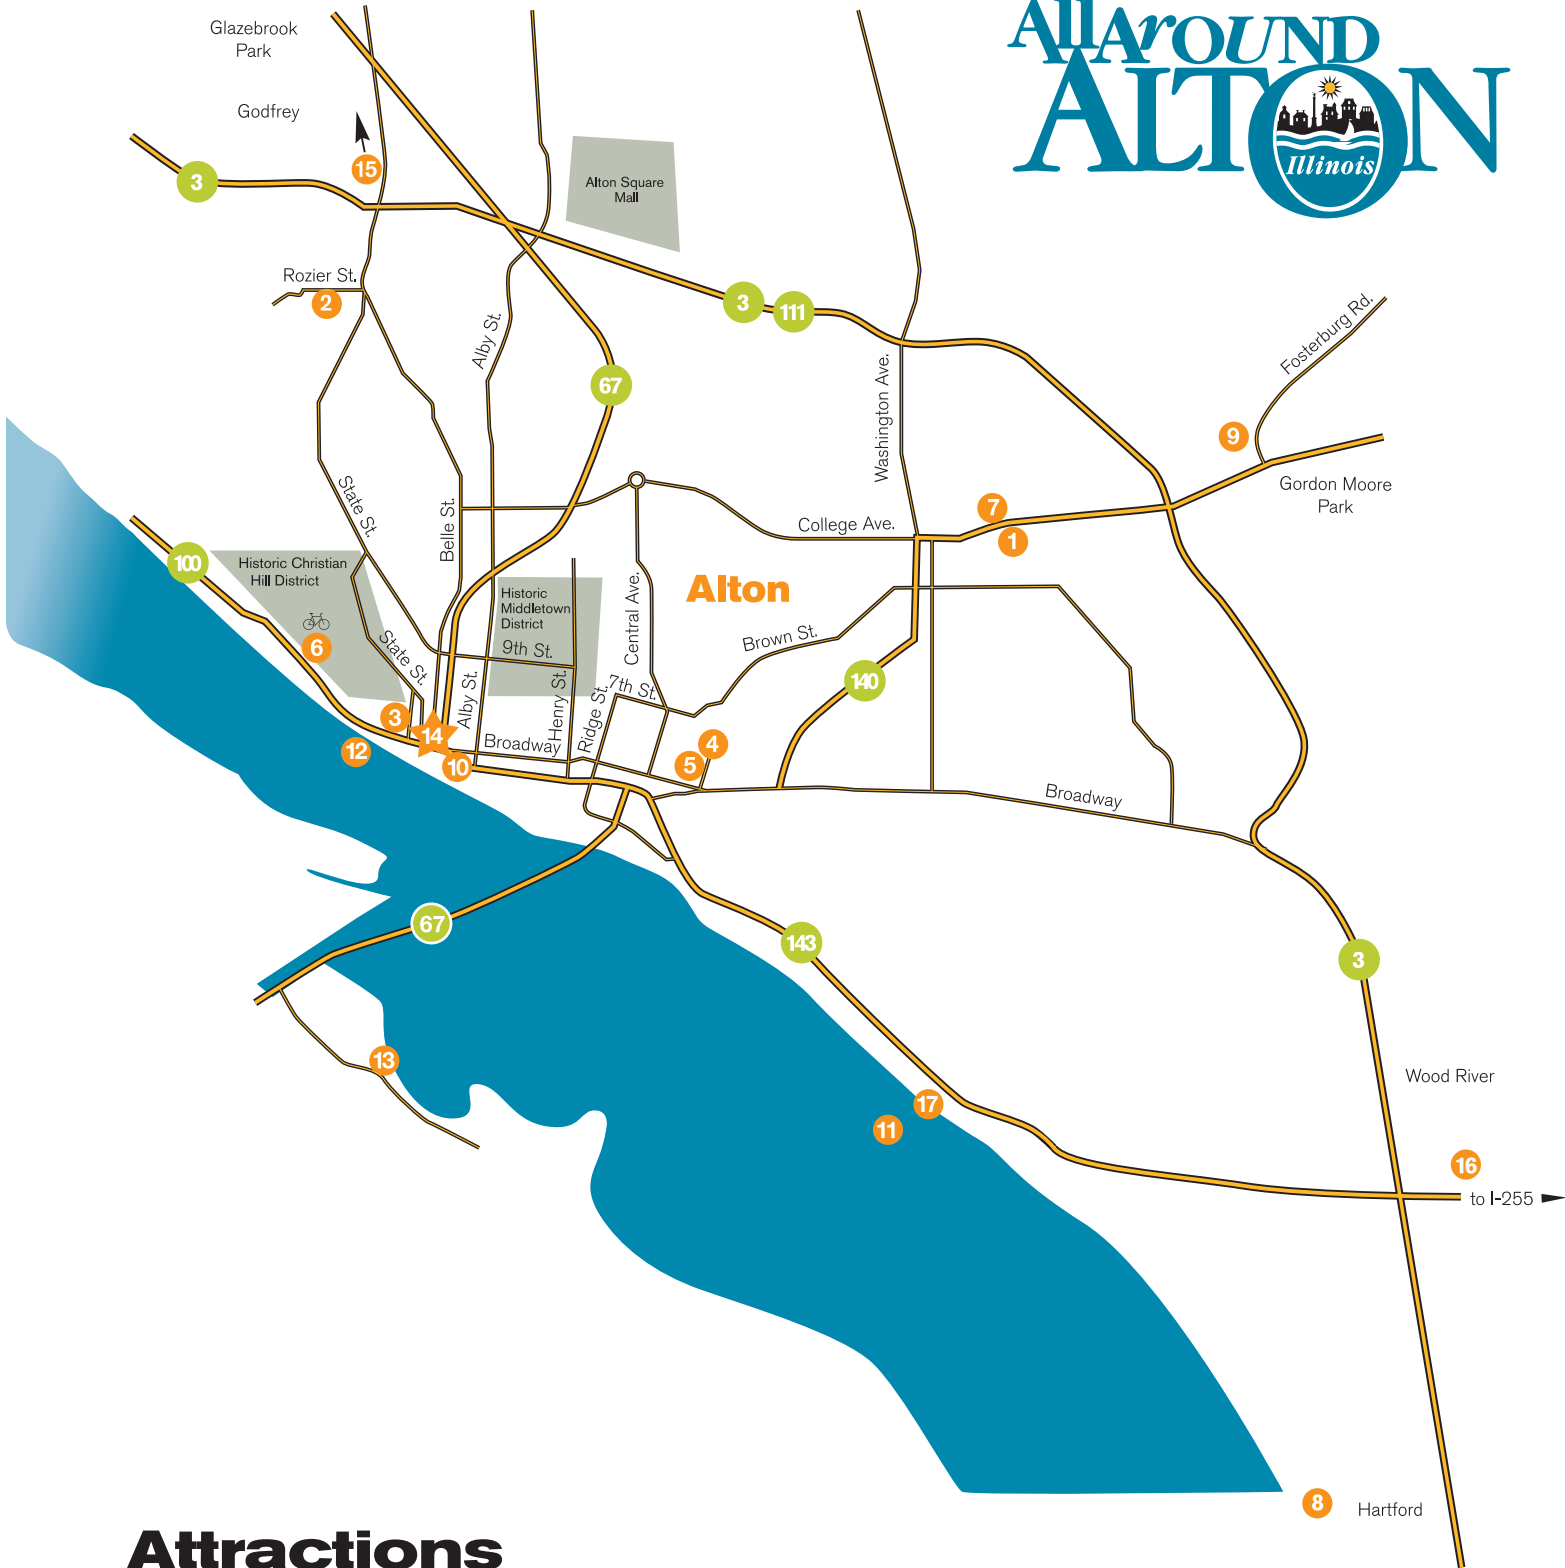 All Around
ALTON
Illinois
Glazebrook
Park
Godfrey
15
3
Alton Square
Mall
Rozier St.
2
3
111
Alby St.
67
Washington Ave.
Fosterburg Rd.
9
Gordon Moore
Park
State St.
Belle St.
College Ave.
7
1
100
Historic Christian
Hill District
6
Historic
Middletown
District
9th St.
Central Ave.
Alton
Brown St.
State St.
140
Alby St.
Henry St.
Ridge St.
7th St.
3
14
12
10
Broadway
4
5
Broadway
67
143
3
13
Wood River
17
11
16
to I-255
8
Hartford
Attractions